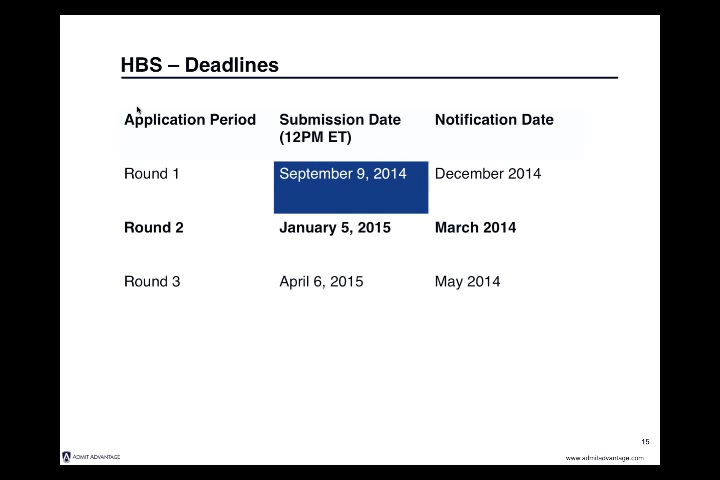 HBS – Deadlines
Application Period Submission Date Notification Date
(12PM ET)
Round 1 September 9, 2014 December 2014
Round 2 January 5, 2015 March 2014
Round 3 April 6, 2015 May 2014
15
ADMIT ADVANTAGE www.admitadvantage.com